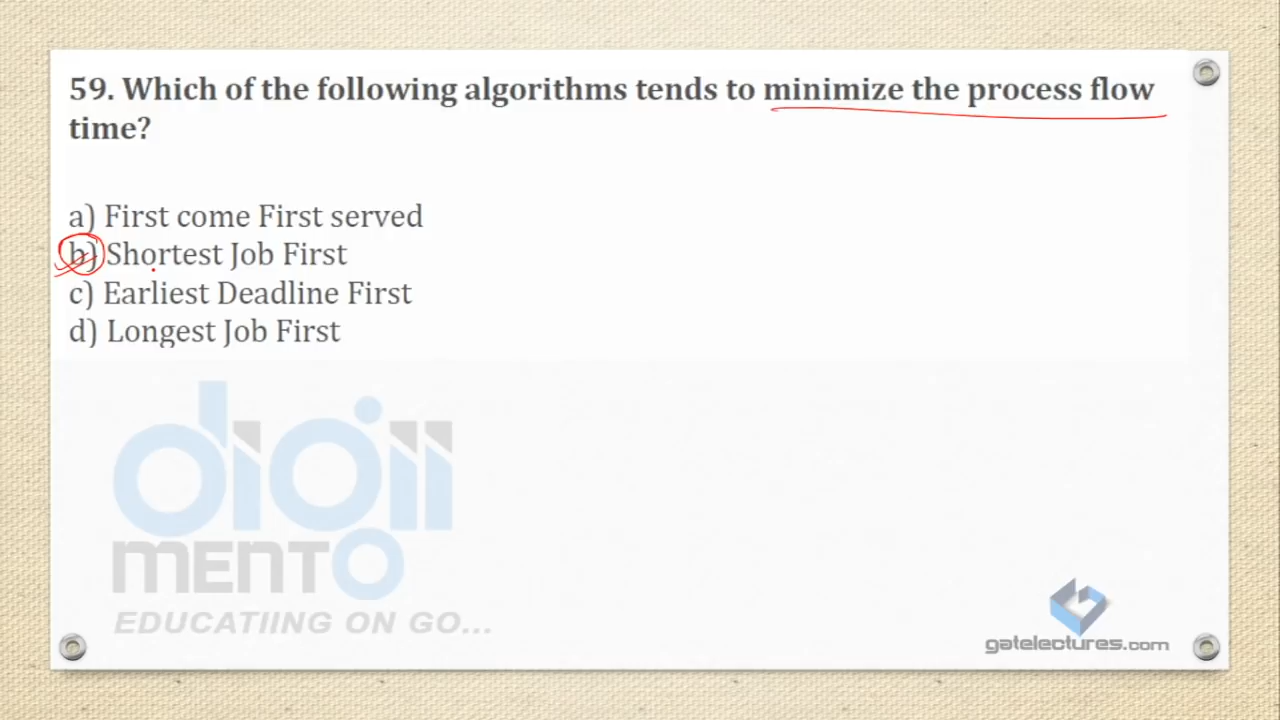 59. Which of the following algorithms tends to minimize the process flow
time?
a) First come First served
b) Shortest Job First
c) Earliest Deadline First
d) Longest Job First
digii
MENTO
EDUCATIING ON GO...
gatelectures.com